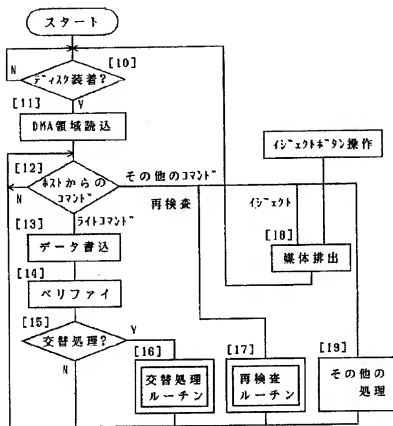 スタート
[10]
N
ディスク装着?
[11]
Y
DMA領域読込
[12]
ホストからの
コマンド
その他のコマンド
イジェクトボタン操作
N
再検査
イジェクト
ライトコマンド
[13]
データ書込
[18]
媒体排出
[14]
ベリファイ
[15]
交替処理?
Y
N
[16]
交替処理
ルーチン
[17]
再検査
ルーチン
[19]
その他の
処理